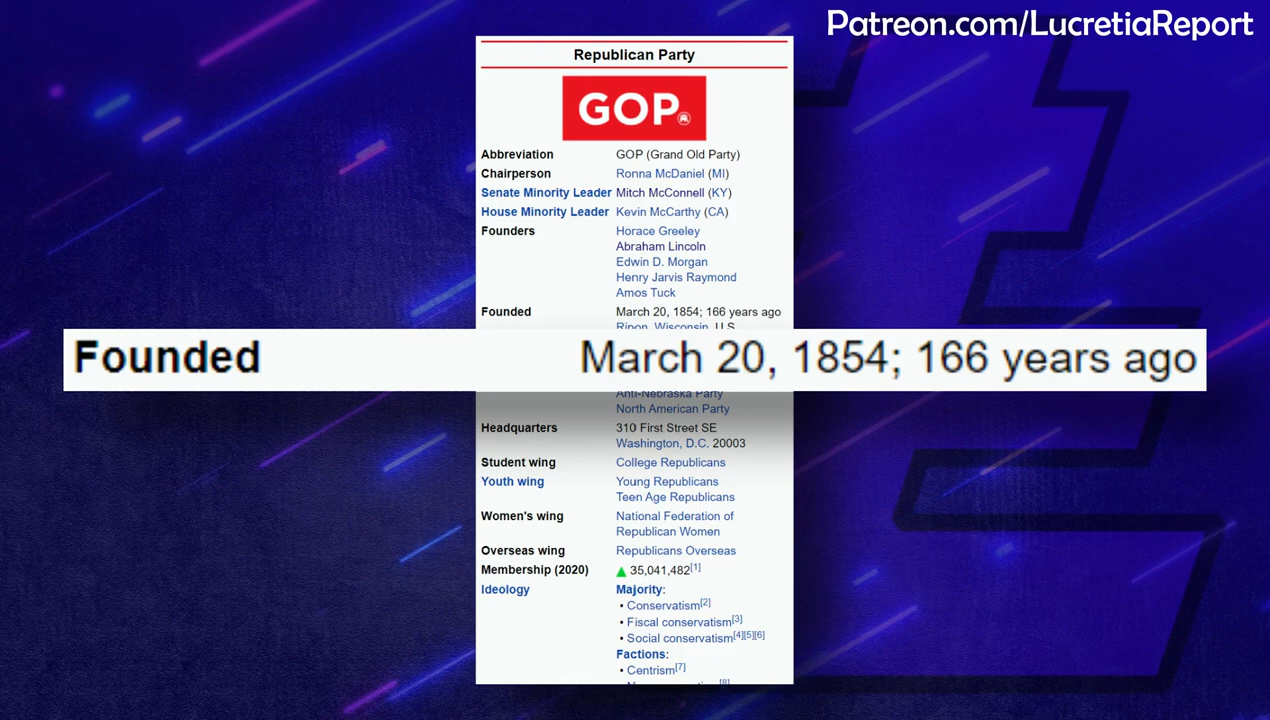 Patreon.com/LucretiaReport
Republican Party
GOP
Abbreviation GOP (Grand Old Party)
Chairperson Ronna McDaniel (MI)
Senate Minority Leader Mitch McConnell (KY)
House Minority Leader Kevin McCarthy (CA)
Founders Horace Greeley
Abraham Lincoln
Edwin D. Morgan
Henry Jarvis Raymond
Amos Tuck
Founded March 20, 1854; 166 years ago
Ripon, Wisconsin, U.S.
Founded March 20, 1854; 166 years ago
Anti-Nebraska Party
North American Party
Headquarters 310 First Street SE
Washington, D.C. 20003
Student wing College Republicans
Youth wing Young Republicans
Teen Age Republicans
Women's wing National Federation of
Republican Women
Overseas wing Republicans Overseas
Membership (2020) ▲ 35,041,482[1]
Ideology Majority:
• Conservatism[2]
• Fiscal conservatism[3]
• Social conservatism[4][5][6]
Factions:
• Centrism[7]